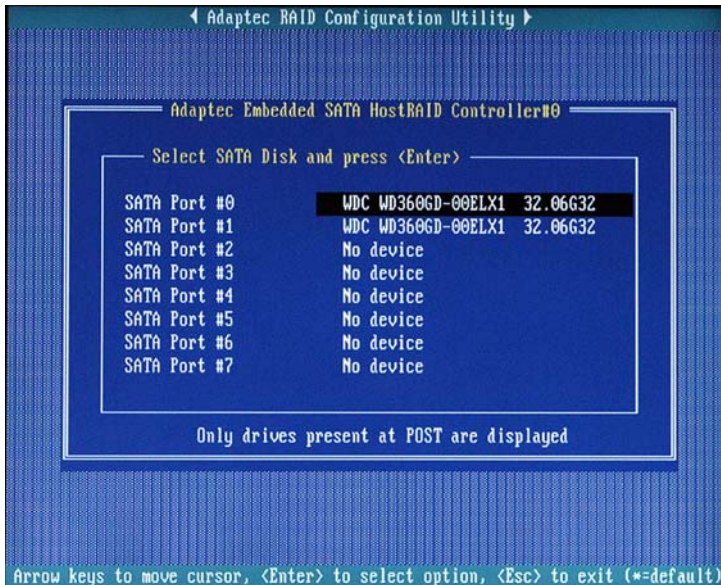 Adaptec RAID Configuration Utility
Adaptec Embedded SATA HostRAID Controller#0
Select SATA Disk and press <Enter>
SATA Port #0 WDC WD360GD-00ELX1 32.06G32
SATA Port #1 WDC WD360GD-00ELX1 32.06G32
SATA Port #2 No device
SATA Port #3 No device
SATA Port #4 No device
SATA Port #5 No device
SATA Port #6 No device
SATA Port #7 No device
Only drives present at POST are displayed
Arrow keys to move cursor, <Enter> to select option, <Esc> to exit (*=default)